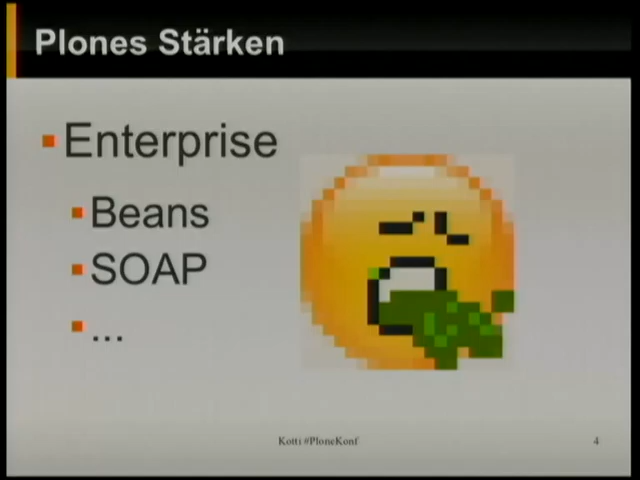 Plones Stärken
Enterprise
Beans
SOAP
...
Kotti #PloneKonf
4